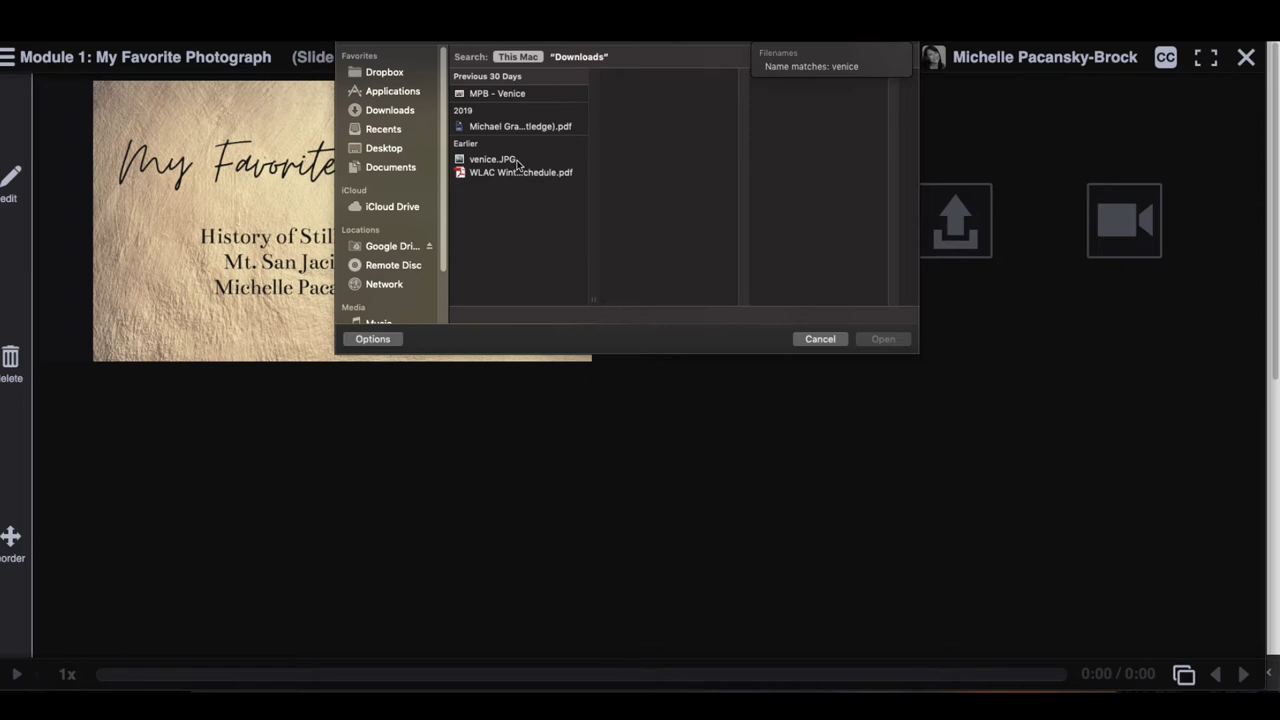 Module 1: My Favorite Photograph (Slide
Michelle Pacansky-Brock
CC
edit
elete
order
My Favorite
History of Stil
Mt. San Jaci
Michelle Paca
Favorites
Dropbox
Applications
Downloads
Recents
Desktop
Documents
iCloud
iCloud Drive
Locations
Google Dri...
Remote Disc
Network
Media
Music
Search: This Mac "Downloads"
Filenames
Name matches: venice
Previous 30 Days
MPB - Venice
2019
Michael Gra...tledge).pdf
Earlier
venice.JPG
WLAC Wint...chedule.pdf
Options
Cancel
Open
1x
0:00 / 0:00